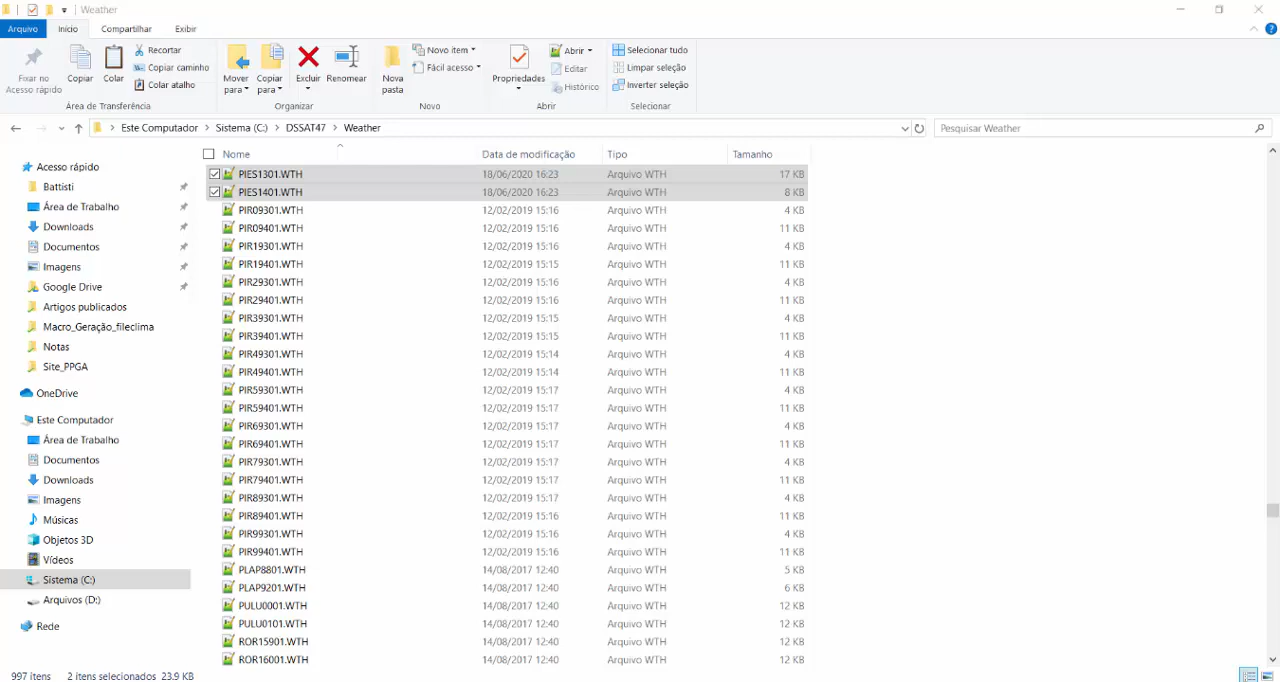 Weather
Arquivo Início Compartilhar Exibir
Fixar no
Acesso rápido
Copiar
Colar
Recortar
Copiar caminho
Colar atalho
Área de Transferência
Mover
para
Copiar
para
Excluir
Renomear
Organizar
Nova
pasta
Novo item
Fácil acesso
Novo
Propriedades
Abrir
Editar
Histórico
Abrir
Selecionar tudo
Limpar seleção
Inverter seleção
Selecionar
Este Computador > Sistema (C:) > DSSAT47 > Weather
Pesquisar Weather
Acesso rápido
Battisti
Área de Trabalho
Downloads
Documentos
Imagens
Google Drive
Artigos publicados
Macro_Geração_fileclima
Notas
Site_PPGA
OneDrive
Este Computador
Área de Trabalho
Documentos
Downloads
Imagens
Músicas
Objetos 3D
Vídeos
Sistema (C:)
Arquivos (D:)
Rede
Nome Data de modificação Tipo Tamanho
PIES1301.WTH 18/06/2020 16:23 Arquivo WTH 17 KB
PIES1401.WTH 18/06/2020 16:23 Arquivo WTH 8 KB
PIR09301.WTH 12/02/2019 15:16 Arquivo WTH 4 KB
PIR09401.WTH 12/02/2019 15:16 Arquivo WTH 11 KB
PIR19301.WTH 12/02/2019 15:16 Arquivo WTH 4 KB
PIR19401.WTH 12/02/2019 15:15 Arquivo WTH 11 KB
PIR29301.WTH 12/02/2019 15:16 Arquivo WTH 4 KB
PIR29401.WTH 12/02/2019 15:16 Arquivo WTH 11 KB
PIR39301.WTH 12/02/2019 15:15 Arquivo WTH 4 KB
PIR39401.WTH 12/02/2019 15:15 Arquivo WTH 11 KB
PIR49301.WTH 12/02/2019 15:14 Arquivo WTH 4 KB
PIR49401.WTH 12/02/2019 15:14 Arquivo WTH 11 KB
PIR59301.WTH 12/02/2019 15:17 Arquivo WTH 4 KB
PIR59401.WTH 12/02/2019 15:17 Arquivo WTH 11 KB
PIR69301.WTH 12/02/2019 15:17 Arquivo WTH 4 KB
PIR69401.WTH 12/02/2019 15:17 Arquivo WTH 11 KB
PIR79301.WTH 12/02/2019 15:17 Arquivo WTH 4 KB
PIR79401.WTH 12/02/2019 15:17 Arquivo WTH 11 KB
PIR89301.WTH 12/02/2019 15:17 Arquivo WTH 4 KB
PIR89401.WTH 12/02/2019 15:16 Arquivo WTH 11 KB
PIR99301.WTH 12/02/2019 15:16 Arquivo WTH 4 KB
PIR99401.WTH 12/02/2019 15:16 Arquivo WTH 11 KB
PLAP8801.WTH 14/08/2017 12:40 Arquivo WTH 5 KB
PLAP9201.WTH 14/08/2017 12:40 Arquivo WTH 6 KB
PULU0001.WTH 14/08/2017 12:40 Arquivo WTH 12 KB
PULU0101.WTH 14/08/2017 12:40 Arquivo WTH 12 KB
ROR15901.WTH 14/08/2017 12:40 Arquivo WTH 12 KB
ROR16001.WTH 14/08/2017 12:40 Arquivo WTH 12 KB
997 itens 2 itens selecionados 23.9 KB